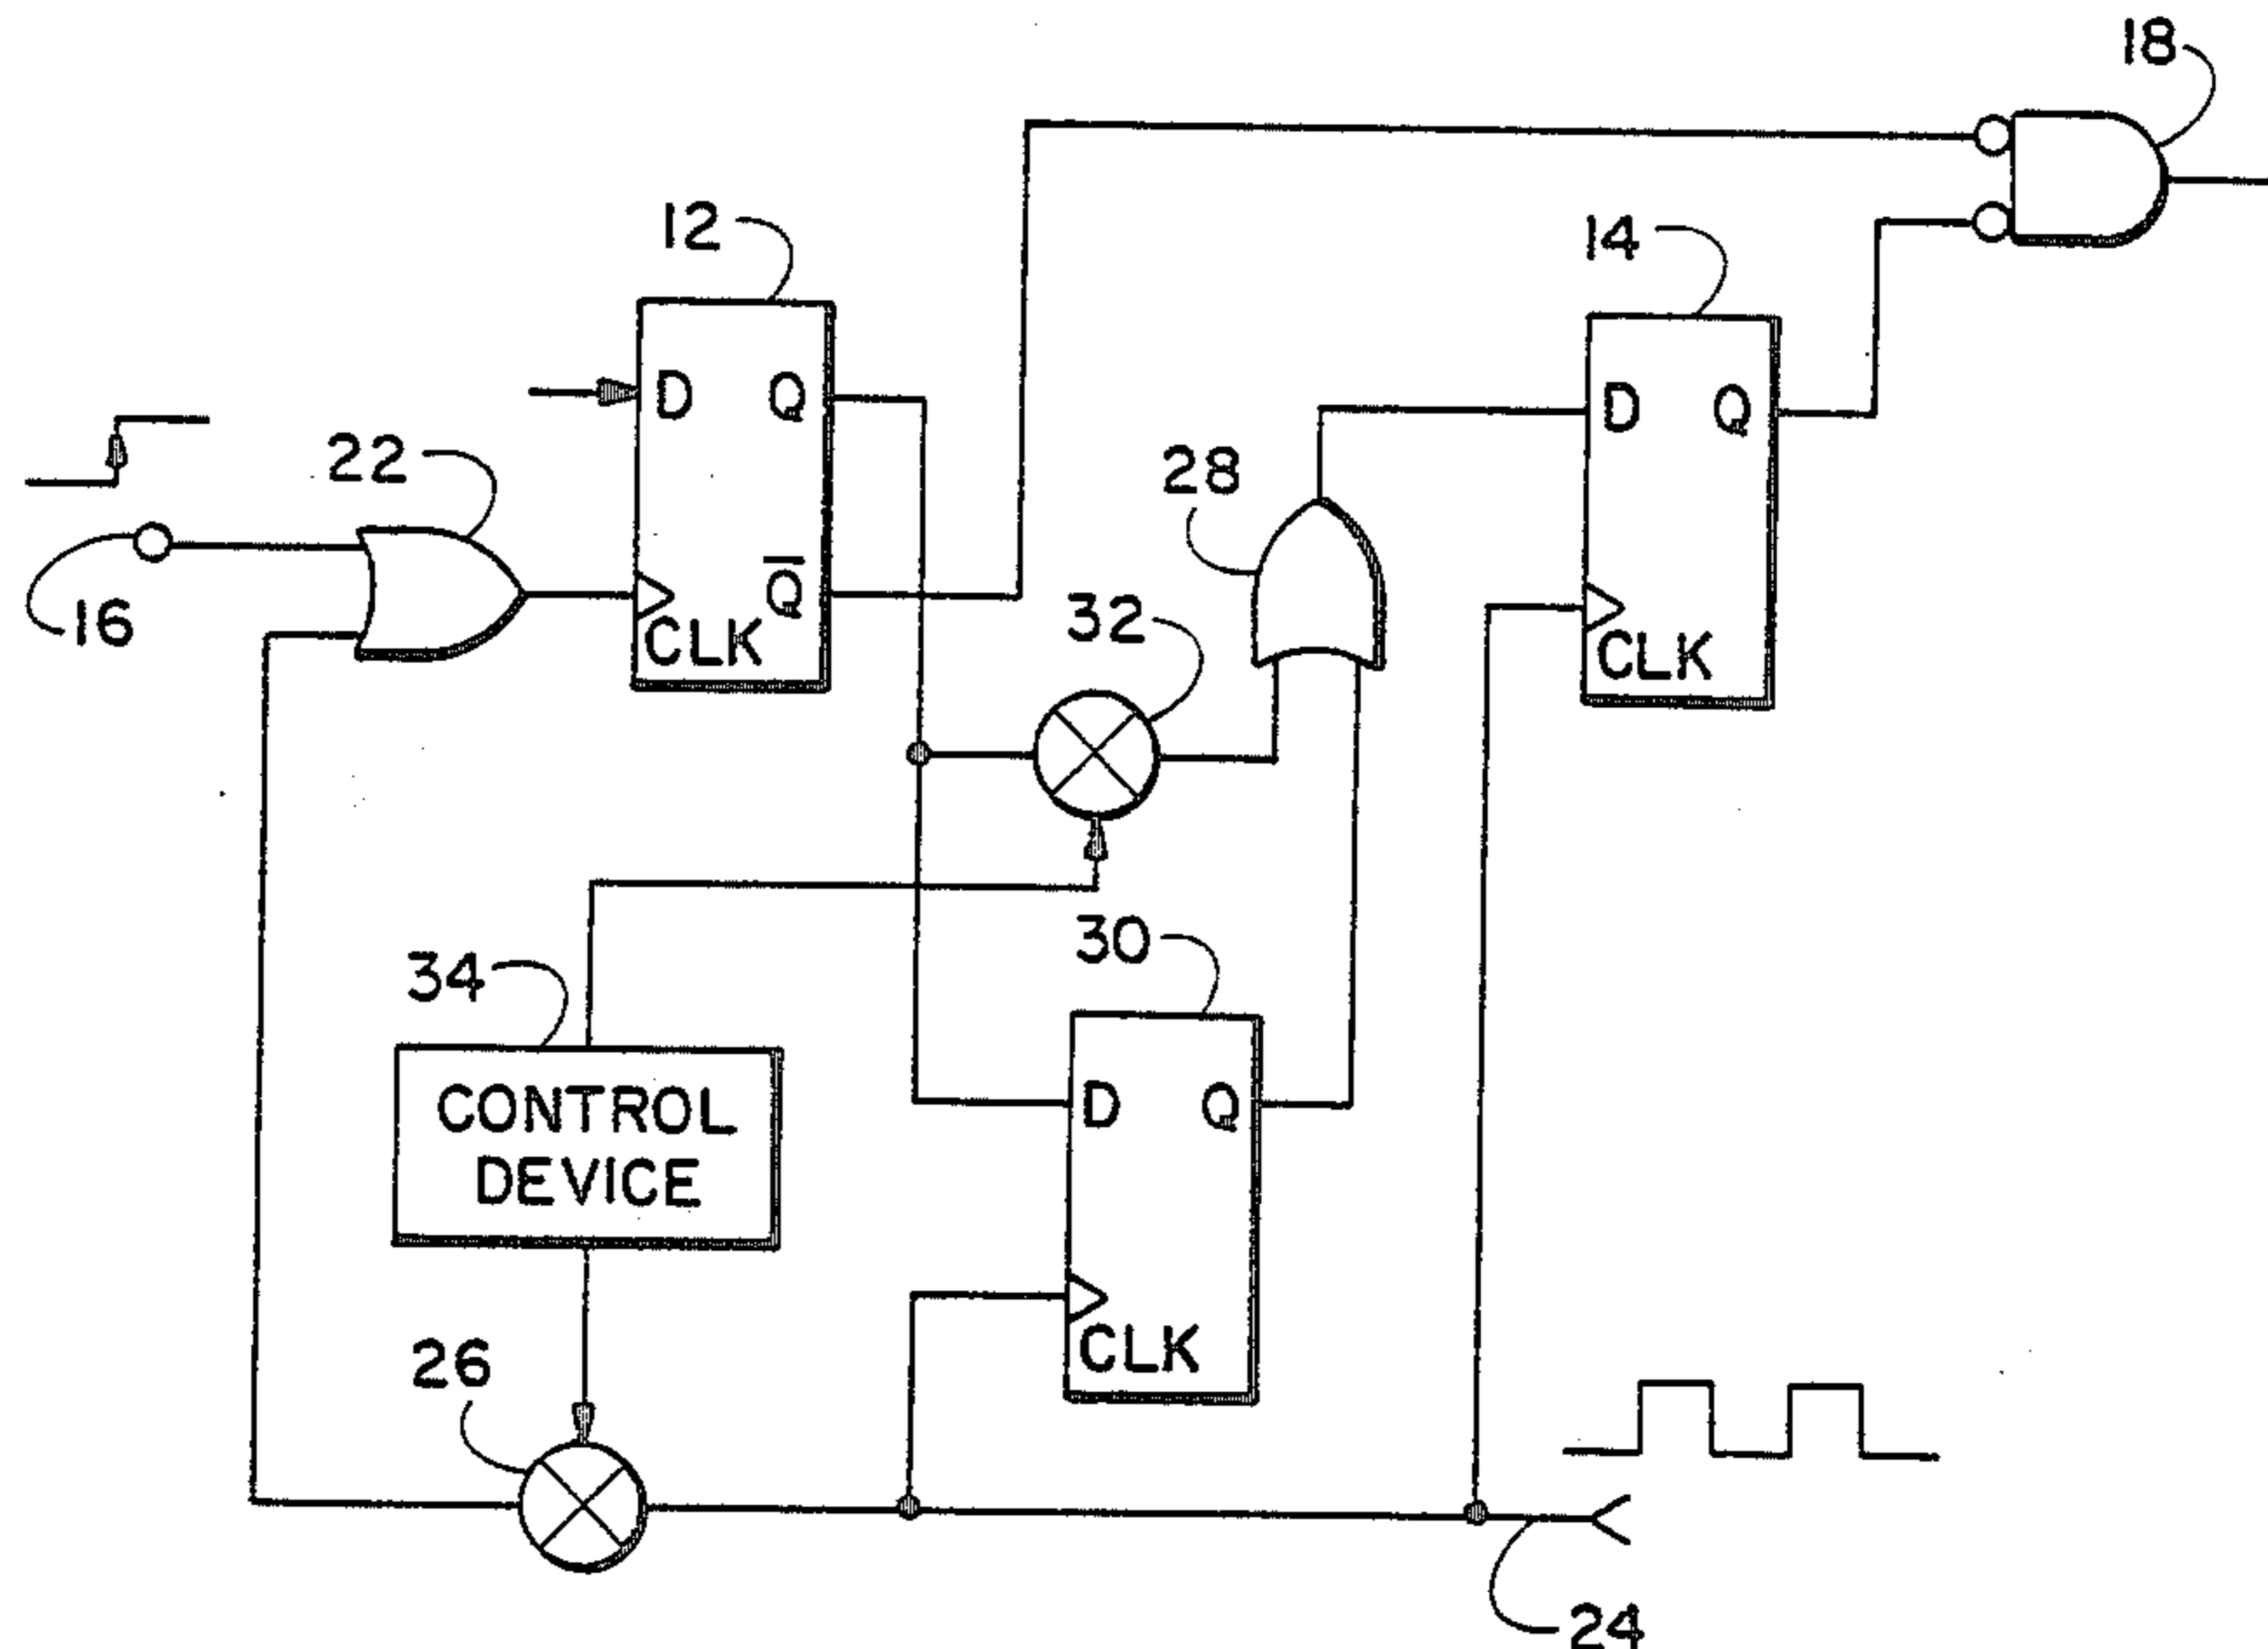 18
12
14
D Q
22
D Q
28
16
Q̅
CLK
32
CLK
30
34
CONTROL
DEVICE
D Q
26
CLK
24